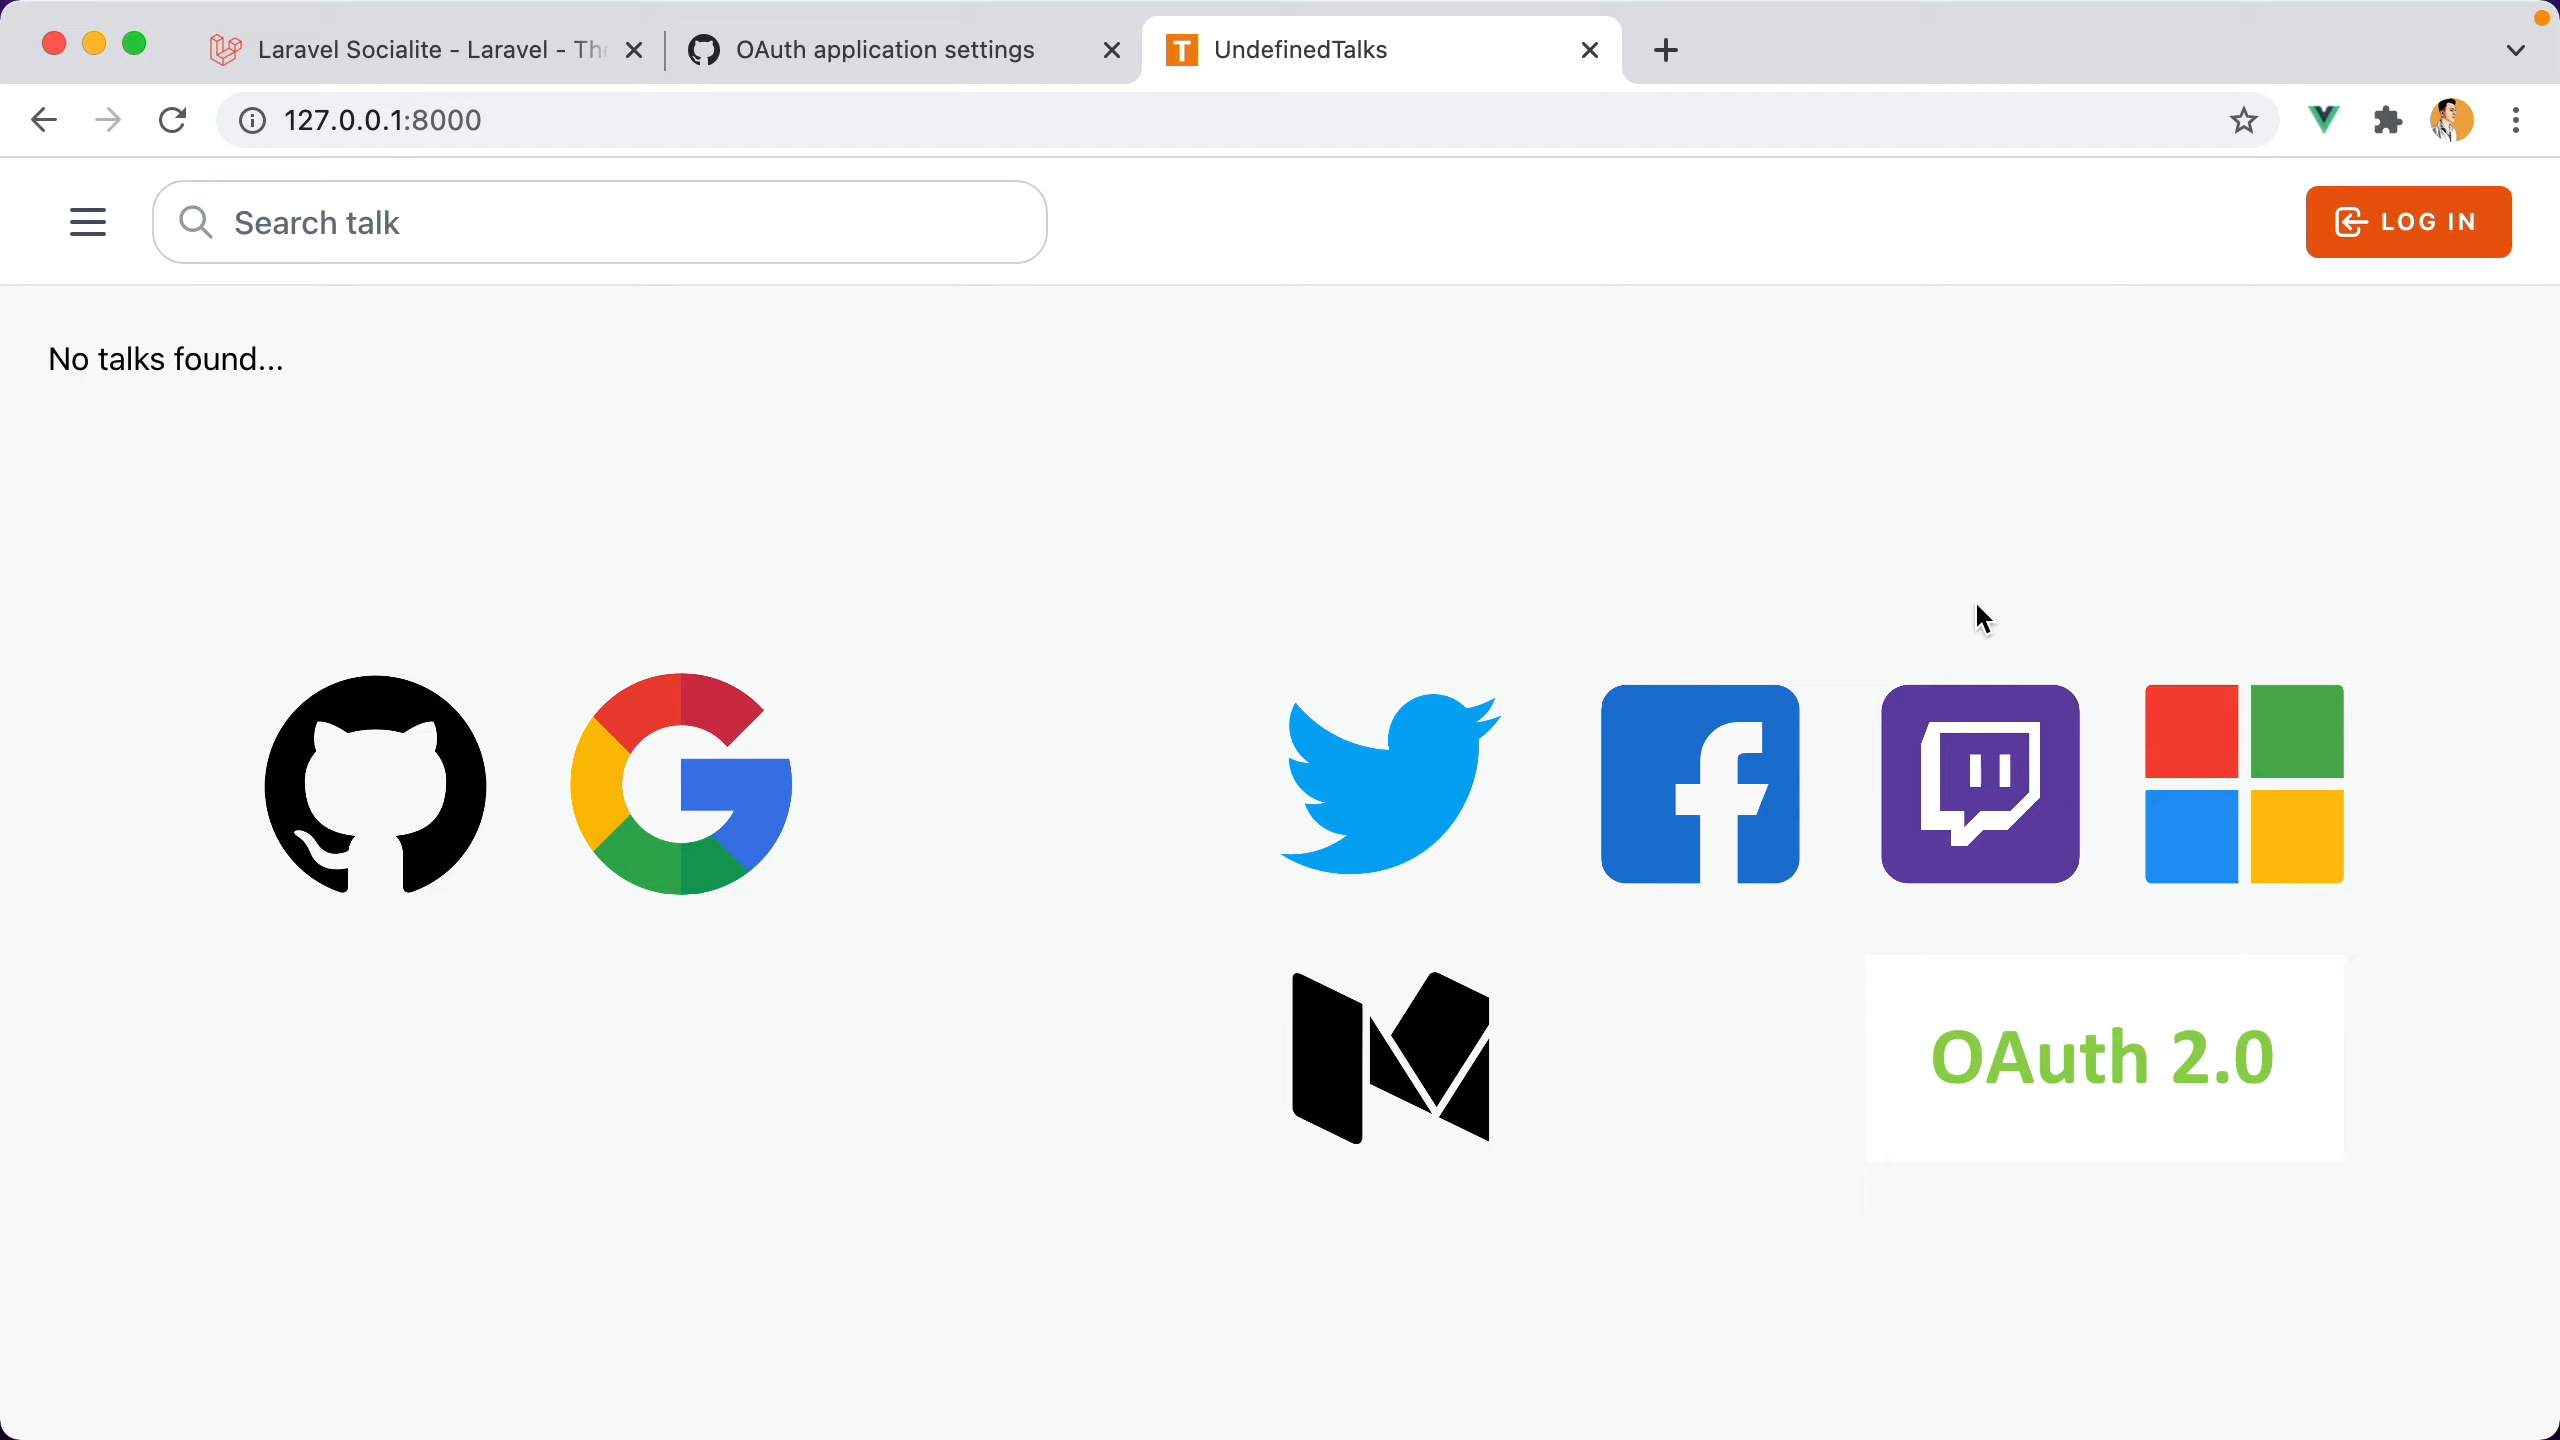 Laravel Socialite - Laravel - The
OAuth application settings
UndefinedTalks
127.0.0.1:8000
Search talk
LOG IN
No talks found...
OAuth 2.0